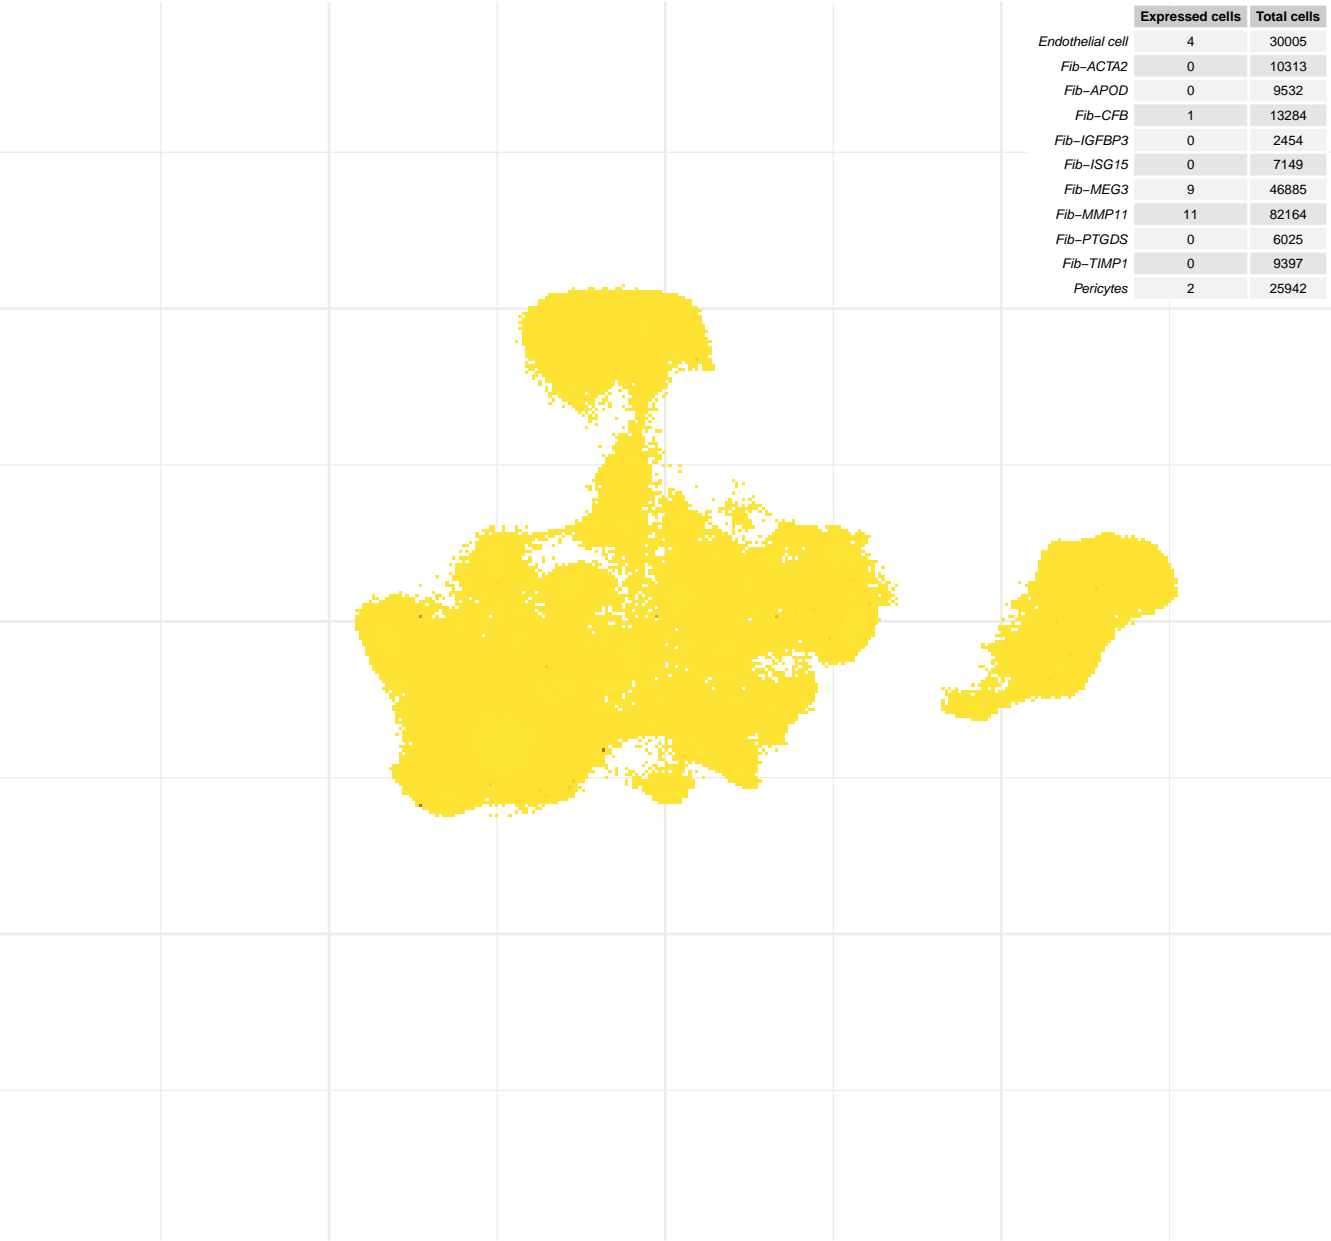 Expressed cells Total cells
Endothelial cell 4 30005
Fib−ACTA2 0 10313
Fib−APOD 0 9532
Fib−CFB 1 13284
Fib−IGFBP3 0 2454
Fib−ISG15 0 7149
Fib−MEG3 9 46885
Fib−MMP11 11 82164
Fib−PTGDS 0 6025
Fib−TIMP1 0 9397
Pericytes 2 25942